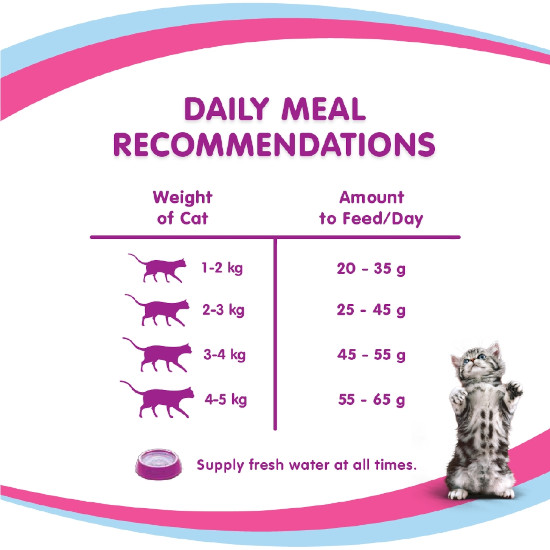 DAILY MEAL
RECOMMENDATIONS
Weight
of Cat
Amount
to Feed/Day
1-2 kg 20 - 35 g
2-3 kg 25 - 45 g
3-4 kg 45 - 55 g
4-5 kg 55 - 65 g
Supply fresh water at all times.